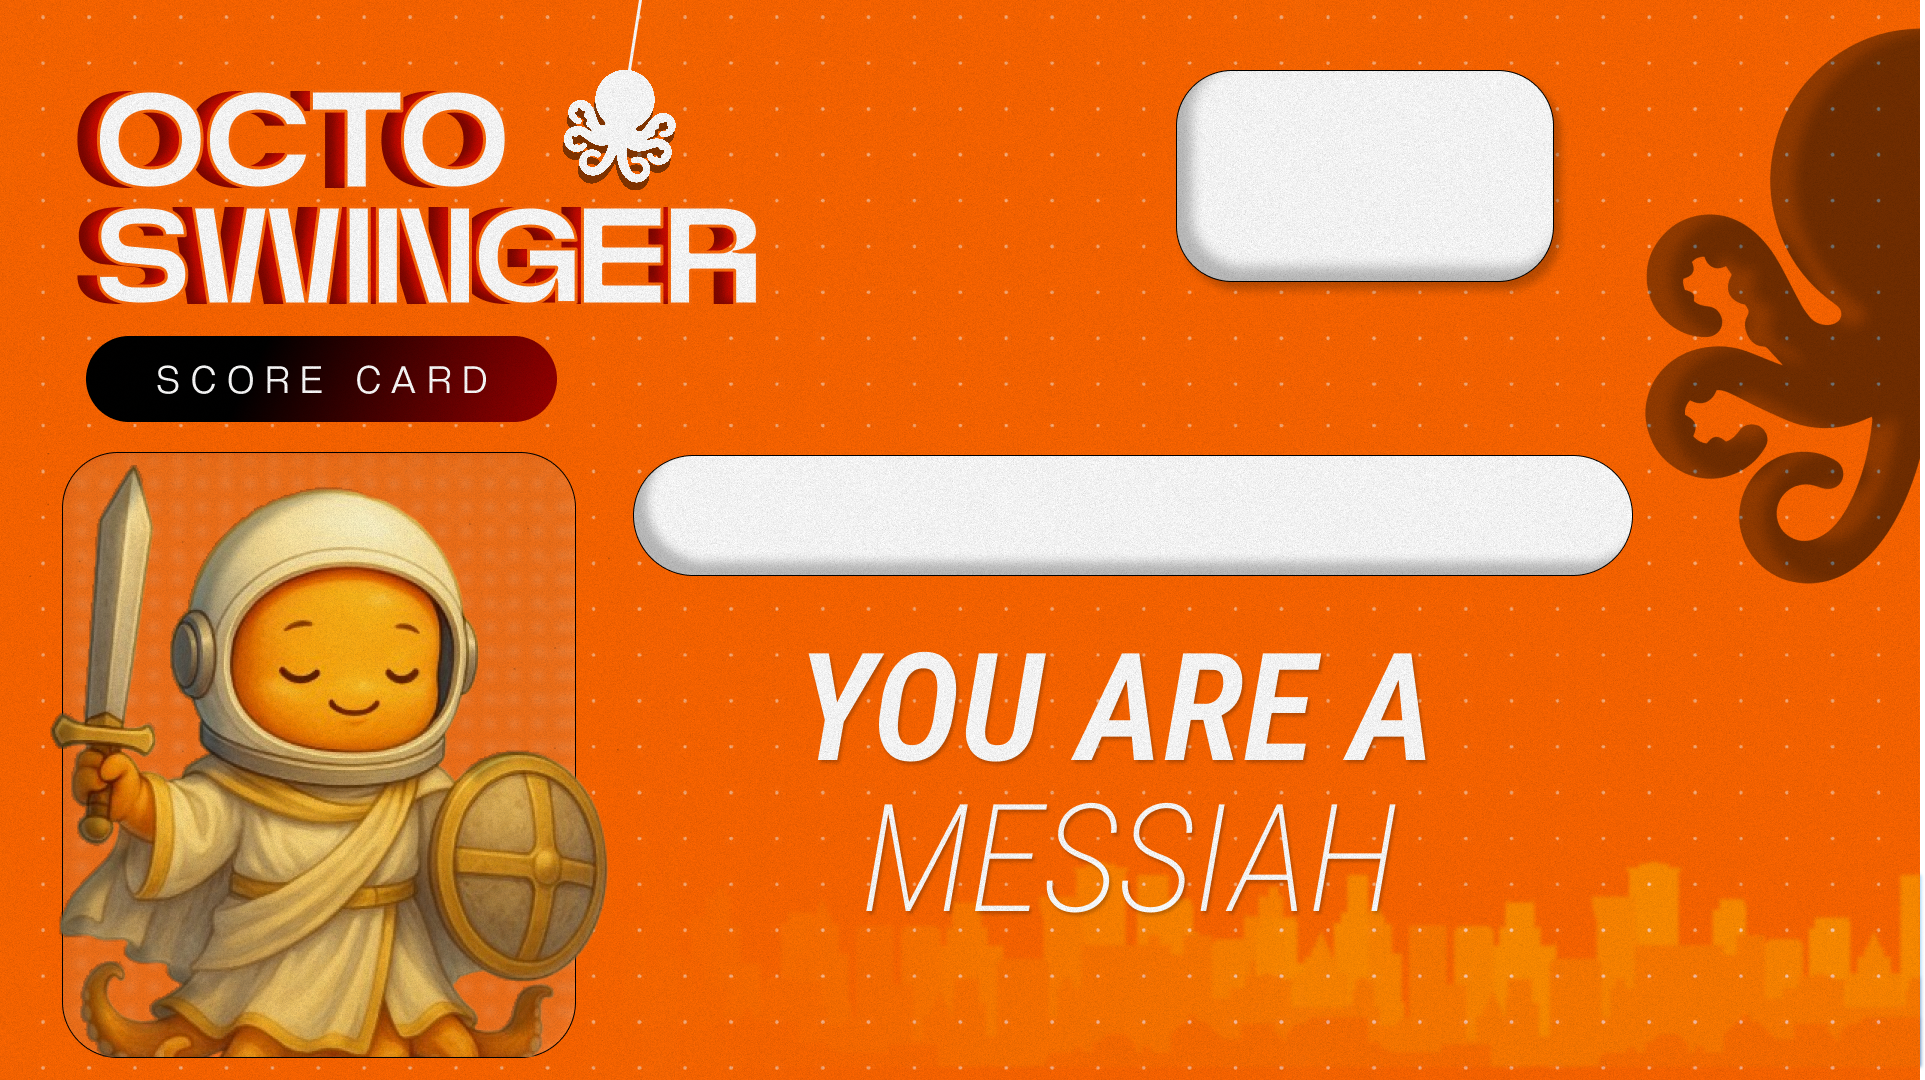 OCTO
SWINGER
SCORE CARD
YOU ARE A
MESSIAH